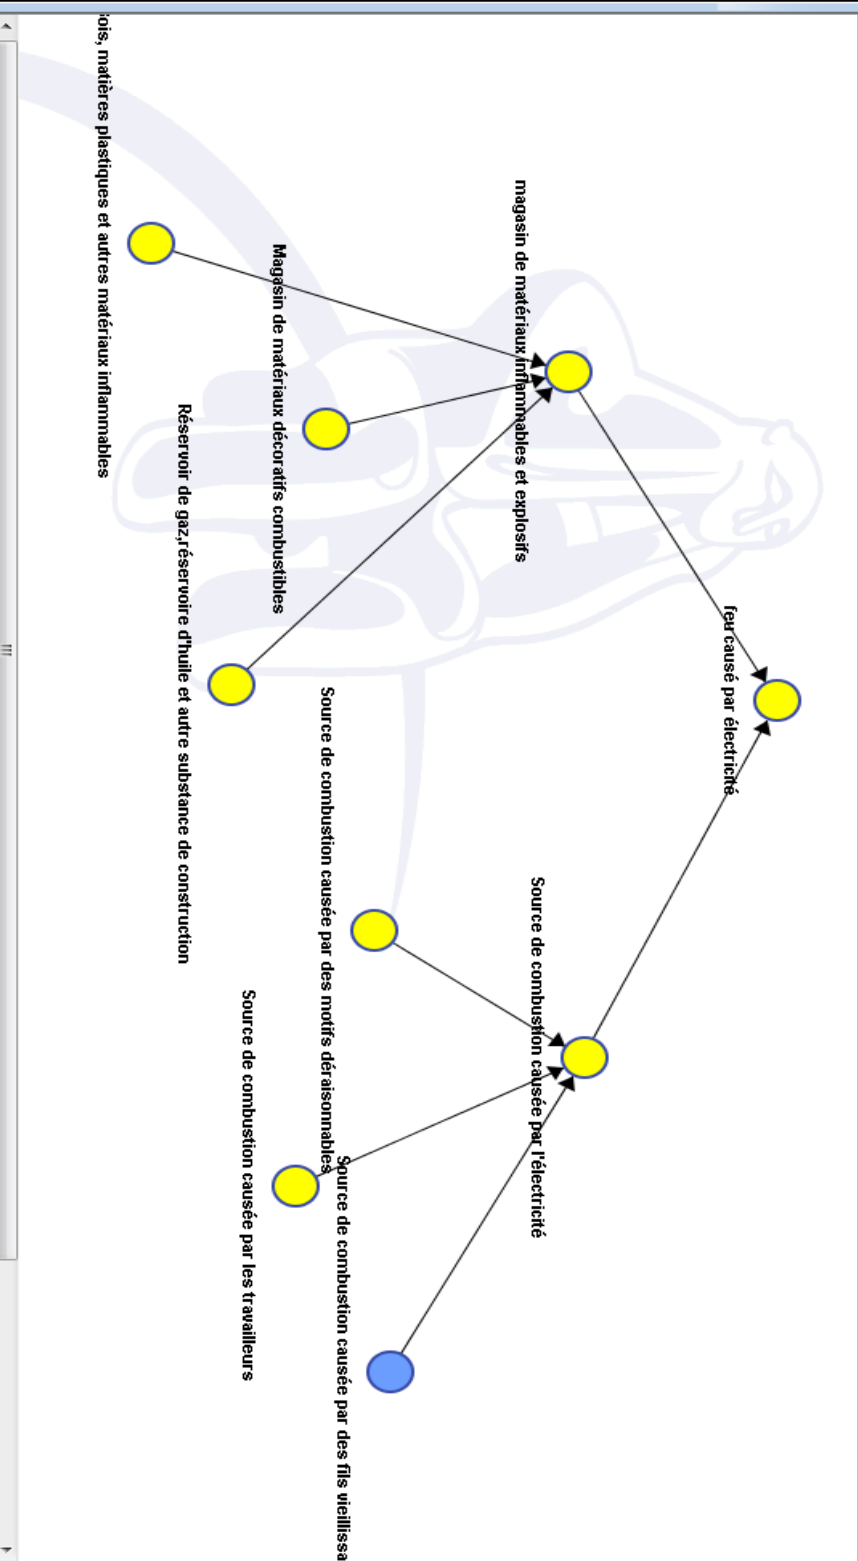 feu causé par électricité
magasin de matériaux inflammables et explosifs
Source de combustion causée par l'électricité
Magasin de matériaux décoratifs combustibles
Source de combustion causée par des motifs déraisonnables
Source de combustion causée par des fils vieillissa
Réservoir de gaz,réservoire d'huile et autre substance de construction
Source de combustion causée par les travailleurs
ois, matières plastiques et autres matériaux inflammables